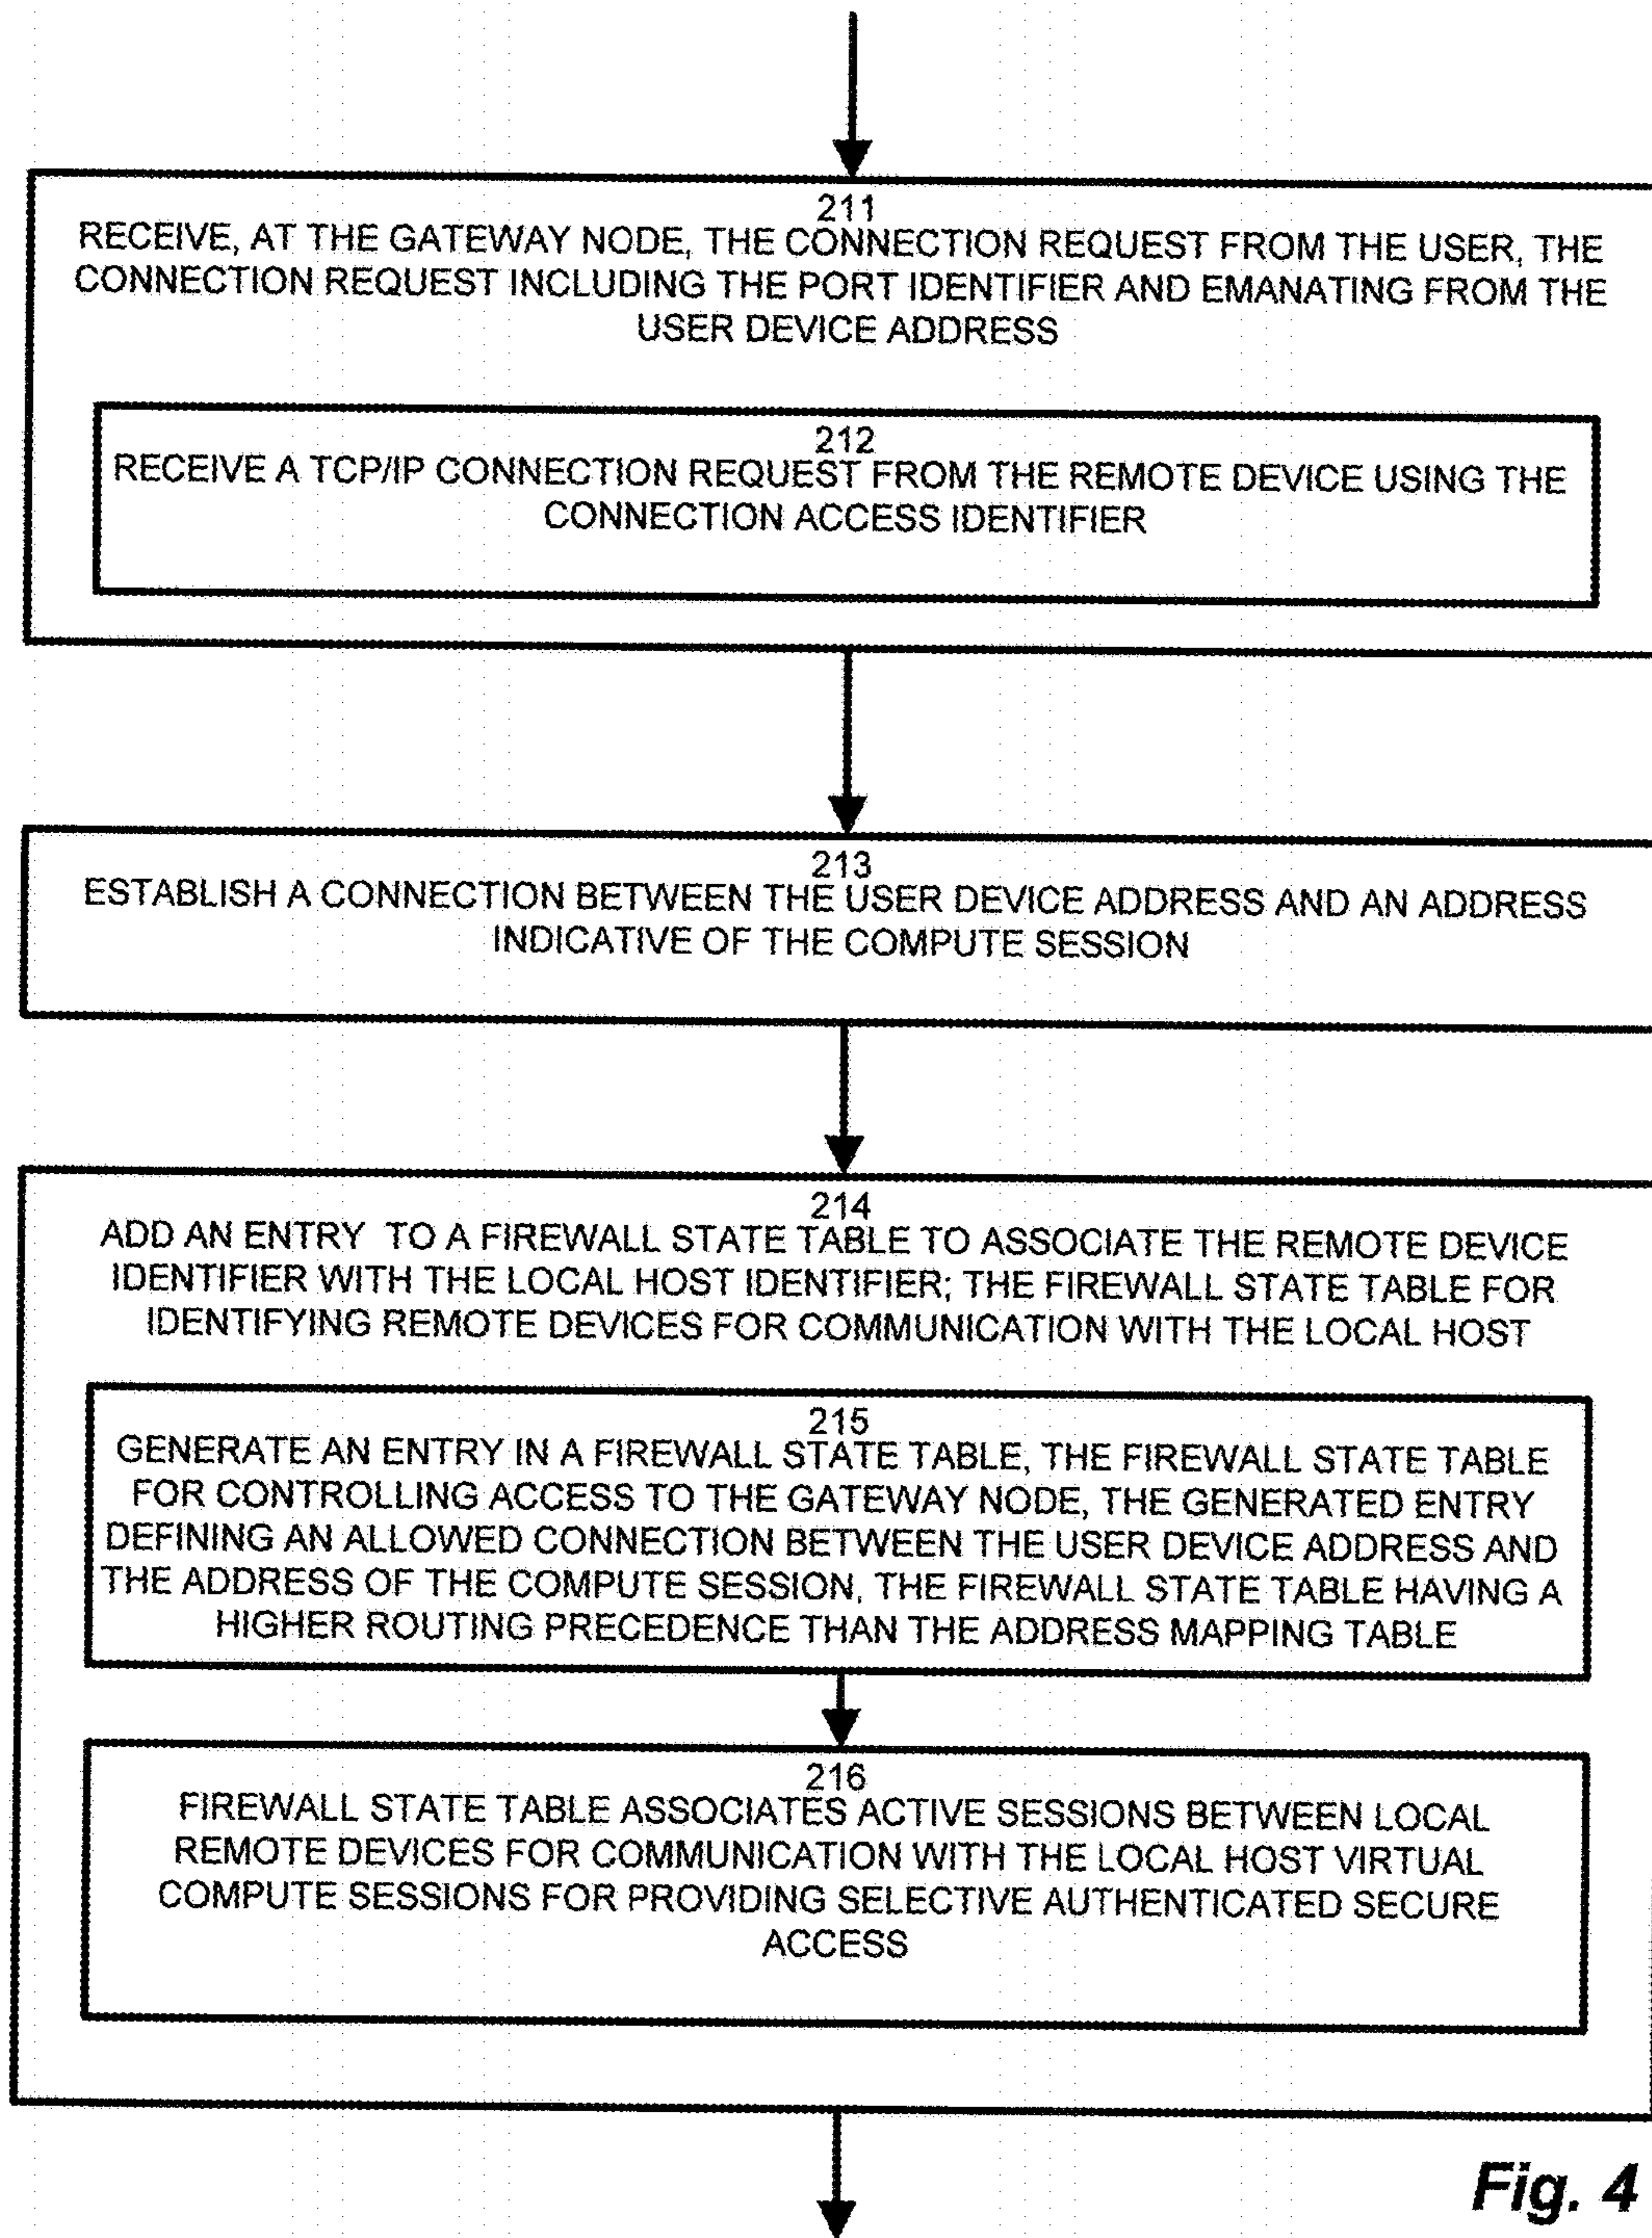 211
RECEIVE, AT THE GATEWAY NODE, THE CONNECTION REQUEST FROM THE USER, THE
CONNECTION REQUEST INCLUDING THE PORT IDENTIFIER AND EMANATING FROM THE
USER DEVICE ADDRESS
212
RECEIVE A TCP/IP CONNECTION REQUEST FROM THE REMOTE DEVICE USING THE
CONNECTION ACCESS IDENTIFIER
213
ESTABLISH A CONNECTION BETWEEN THE USER DEVICE ADDRESS AND AN ADDRESS
INDICATIVE OF THE COMPUTE SESSION
214
ADD AN ENTRY TO A FIREWALL STATE TABLE TO ASSOCIATE THE REMOTE DEVICE
IDENTIFIER WITH THE LOCAL HOST IDENTIFIER; THE FIREWALL STATE TABLE FOR
IDENTIFYING REMOTE DEVICES FOR COMMUNICATION WITH THE LOCAL HOST
215
GENERATE AN ENTRY IN A FIREWALL STATE TABLE, THE FIREWALL STATE TABLE
FOR CONTROLLING ACCESS TO THE GATEWAY NODE, THE GENERATED ENTRY
DEFINING AN ALLOWED CONNECTION BETWEEN THE USER DEVICE ADDRESS AND
THE ADDRESS OF THE COMPUTE SESSION, THE FIREWALL STATE TABLE HAVING A
HIGHER ROUTING PRECEDENCE THAN THE ADDRESS MAPPING TABLE
216
FIREWALL STATE TABLE ASSOCIATES ACTIVE SESSIONS BETWEEN LOCAL
REMOTE DEVICES FOR COMMUNICATION WITH THE LOCAL HOST VIRTUAL
COMPUTE SESSIONS FOR PROVIDING SELECTIVE AUTHENTICATED SECURE
ACCESS
Fig. 4